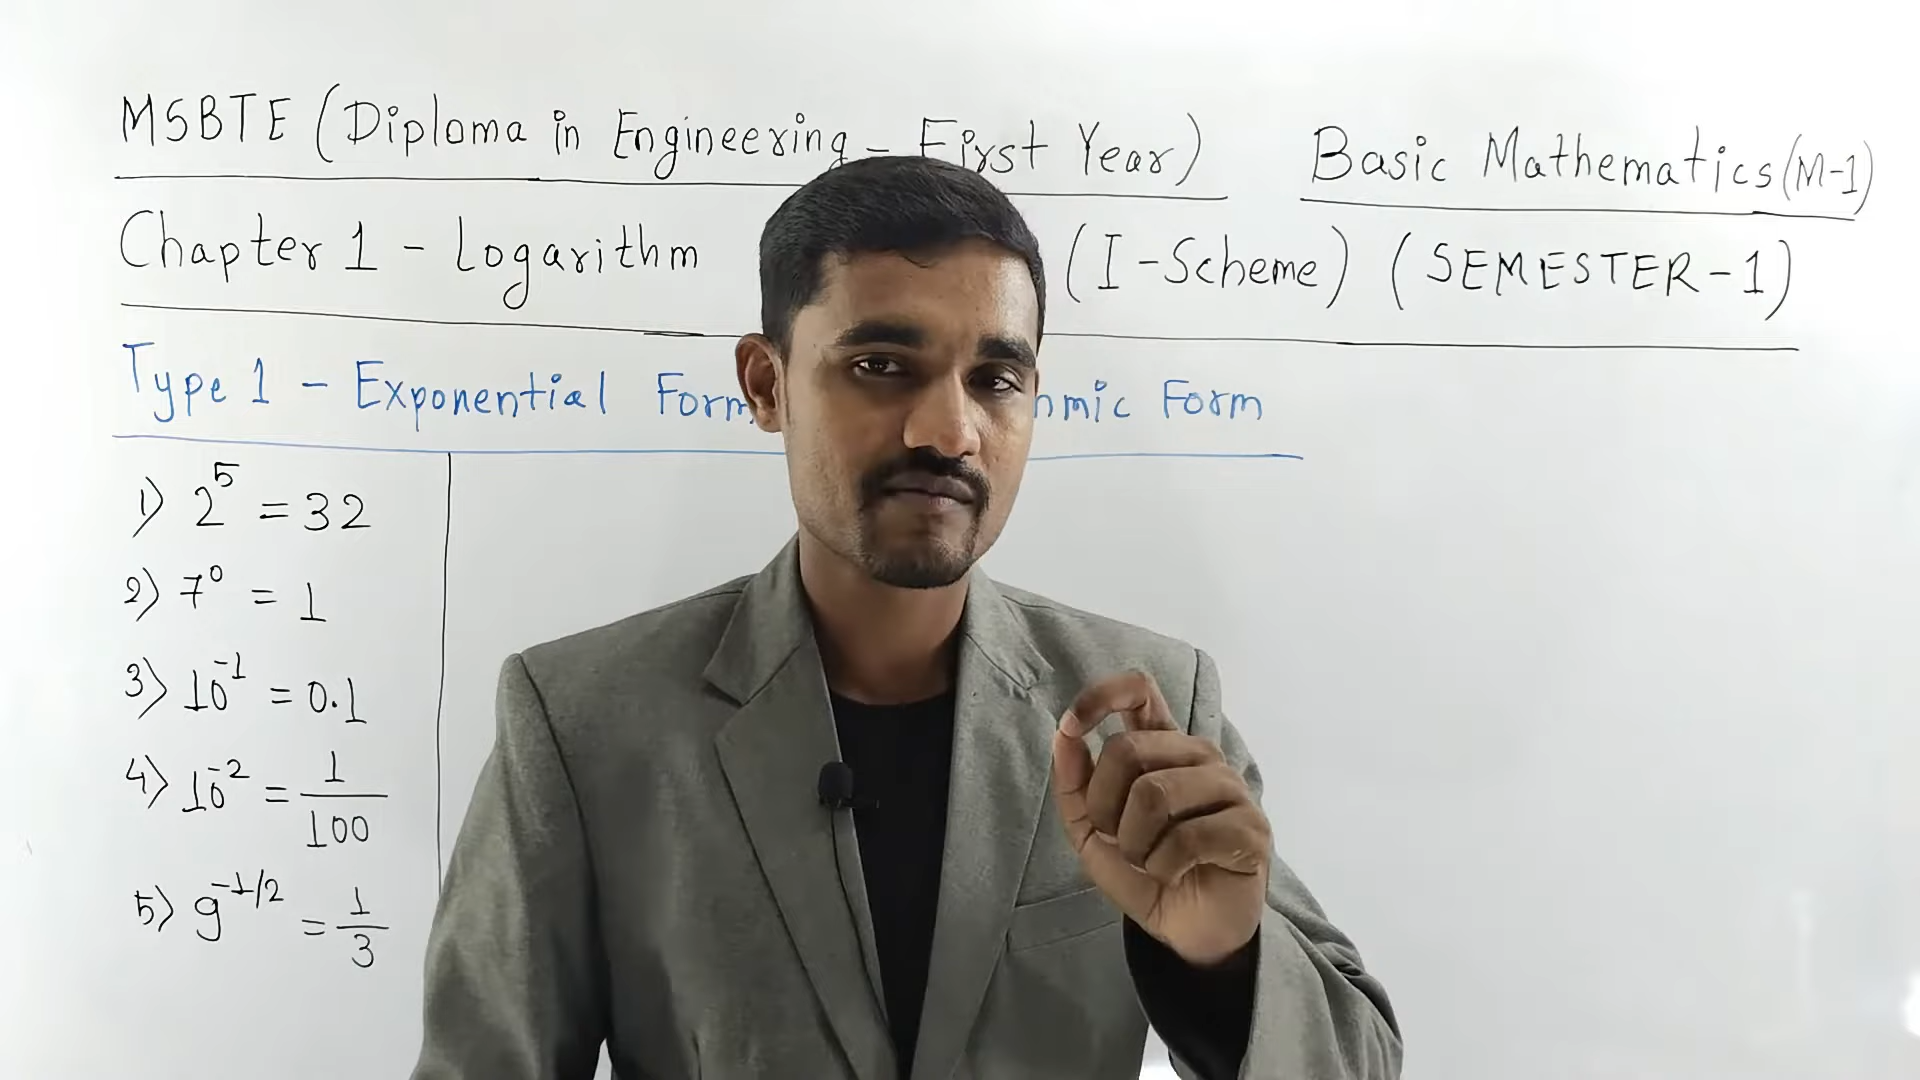 MSBTE (Diploma in Engineering - First Year) Basic Mathematics (M-1)
Chapter 1 - Logarithm (I-Scheme) (SEMESTER-1)
Type 1 - Exponential Form Form
1) 2^5 = 32
2) 7^0 = 1
3) 10^-1 = 0.1
4) 10^-2 = 1/100
5) 9^-1/2 = 1/3